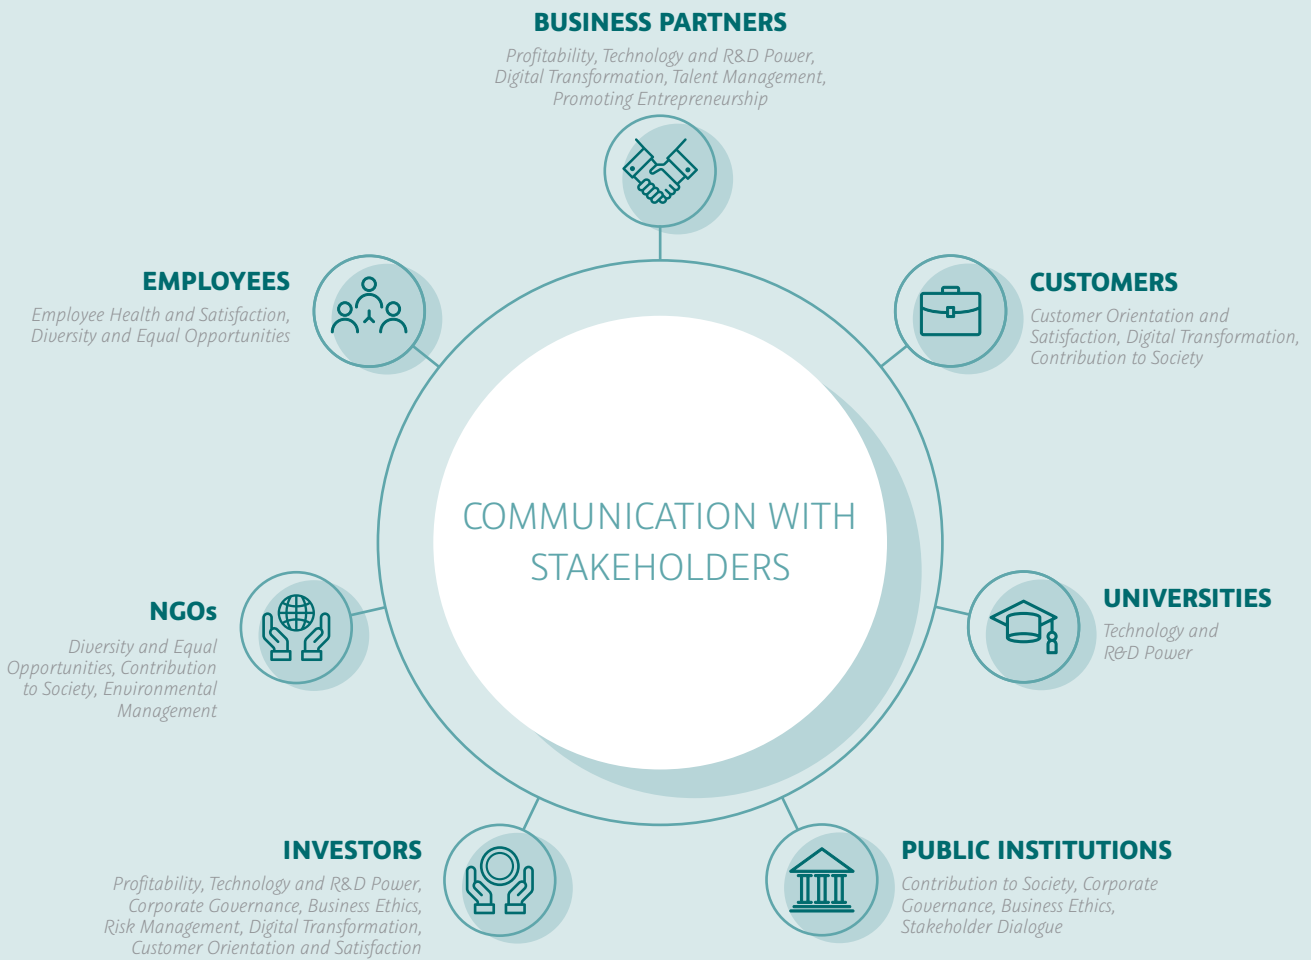 BUSINESS PARTNERS
Profitability, Technology and R&D Power,
Digital Transformation, Talent Management,
Promoting Entrepreneurship
EMPLOYEES
Employee Health and Satisfaction,
Diversity and Equal Opportunities
CUSTOMERS
Customer Orientation and
Satisfaction, Digital Transformation,
Contribution to Society
COMMUNICATION WITH
STAKEHOLDERS
NGOs
Diversity and Equal
Opportunities, Contribution
to Society, Environmental
Management
UNIVERSITIES
Technology and
R&D Power
INVESTORS
Profitability, Technology and R&D Power,
Corporate Governance, Business Ethics,
Risk Management, Digital Transformation,
Customer Orientation and Satisfaction
PUBLIC INSTITUTIONS
Contribution to Society, Corporate
Governance, Business Ethics,
Stakeholder Dialogue